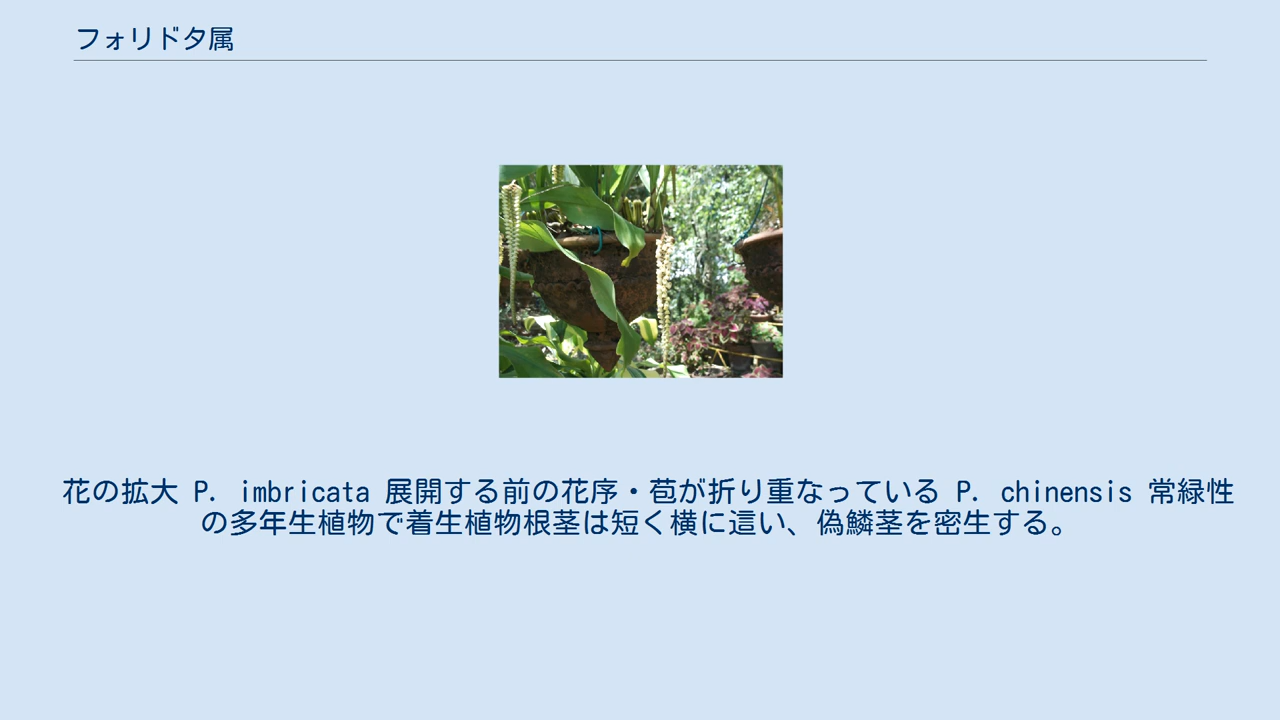 フォリドタ属
花の拡大 P. imbricata 展開する前の花序・苞が折り重なっている P. chinensis 常緑性
の多年生植物で着生植物根茎は短く横に這い、偽鱗茎を密生する。